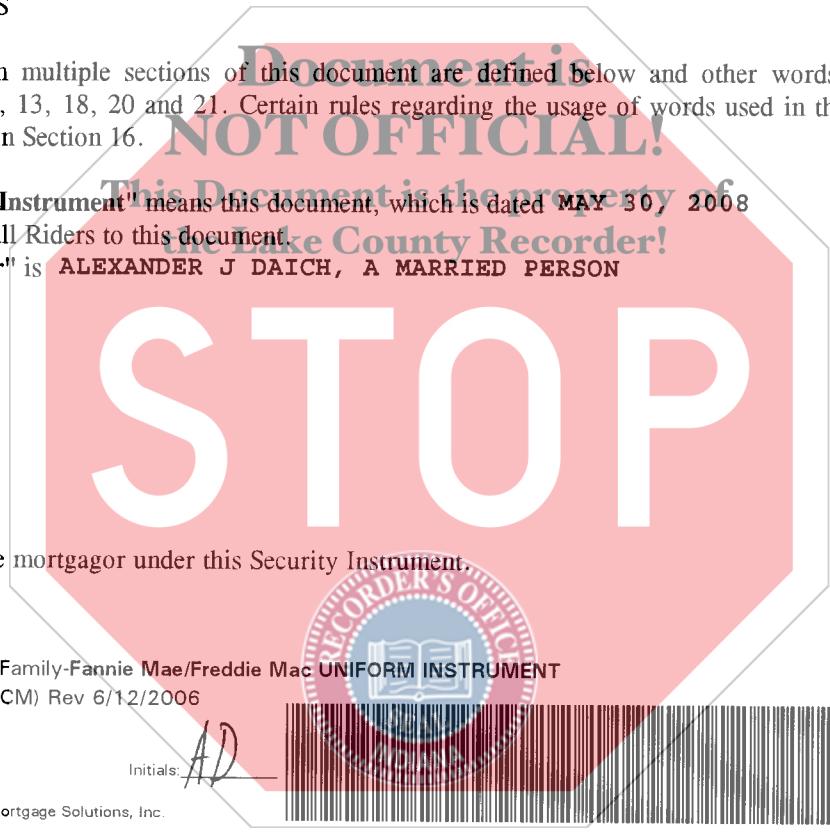 S
n multiple sections of this document are defined below and other words
, 13, 18, 20 and 21. Certain rules regarding the usage of words used in th
n Section 16.
Document is
NOT OFFICIAL!
This Document is the property of
the Lake County Recorder!
Instrument" means this document, which is dated MAY 30, 2008
ll Riders to this document.
r" is ALEXANDER J DAICH, A MARRIED PERSON
STOP
e mortgagor under this Security Instrument.
RECORDER'S OFFICE
SEAL
INDIANA
Family-Fannie Mae/Freddie Mac UNIFORM INSTRUMENT
CM) Rev 6/12/2006
Initials: AD
ortgage Solutions, Inc.